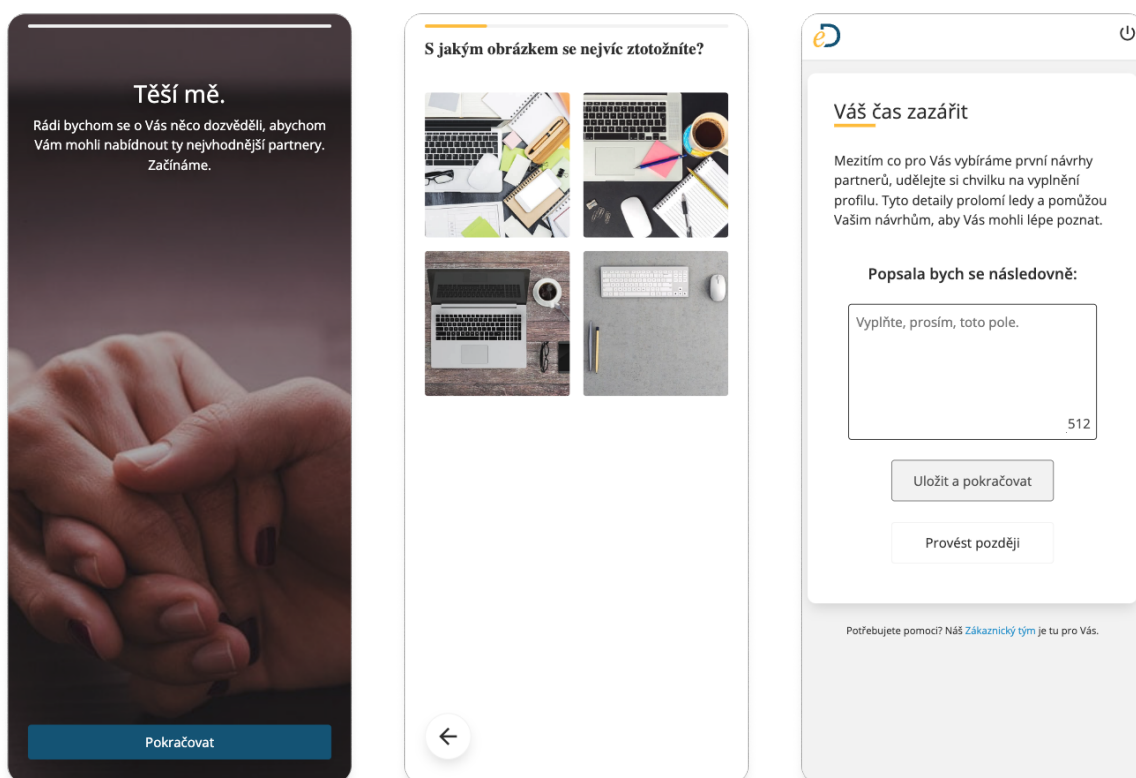 Těší mě.
Rádi bychom se o Vás něco dozvěděli, abychom
Vám mohli nabídnout ty nejvhodnější partnery.
Začínáme.
Pokračovat
S jakým obrázkem se nejvíc ztotožníte?
eD
Váš čas zazářit
Mezitím co pro Vás vybíráme první návrhy
partnerů, udělejte si chvilku na vyplnění
profilu. Tyto detaily prolomí ledy a pomůžou
Vašim návrhům, aby Vás mohli lépe poznat.
Popsala bych se následovně:
Vyplňte, prosím, toto pole.
512
Uložit a pokračovat
Provést později
Potřebujete pomoci? Náš Zákaznický tým je tu pro Vás.